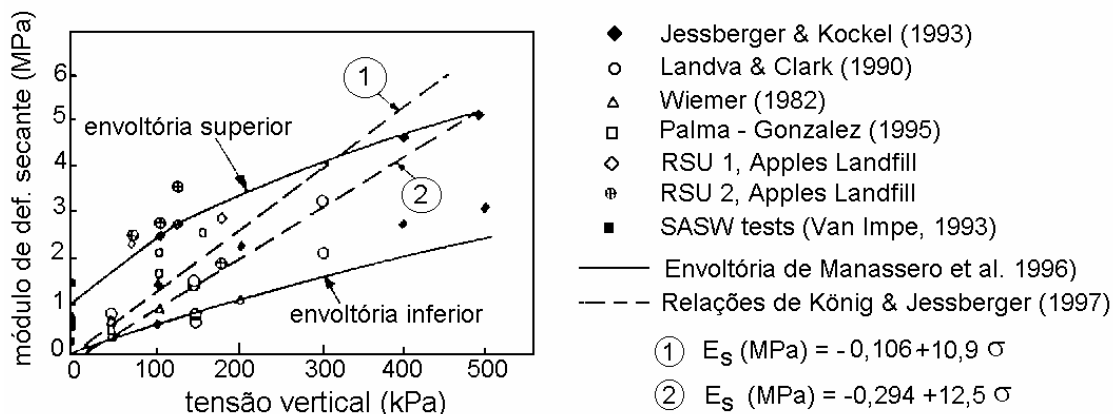 módulo de def. secante (MPa)
6
5
4
3
2
1
0
0
100
200
300
400
500
tensão vertical (kPa)
envoltória superior
envoltória inferior
1
2
Jessberger & Kockel (1993)
Landva & Clark (1990)
Wiemer (1982)
Palma - Gonzalez (1995)
RSU 1, Apples Landfill
RSU 2, Apples Landfill
SASW tests (Van Impe, 1993)
Envoltória de Manassero et al. 1996)
Relações de König & Jessberger (1997)
1 Es (MPa) = -0,106+10,9 σ
2 Es (MPa) = -0,294 +12,5 σ